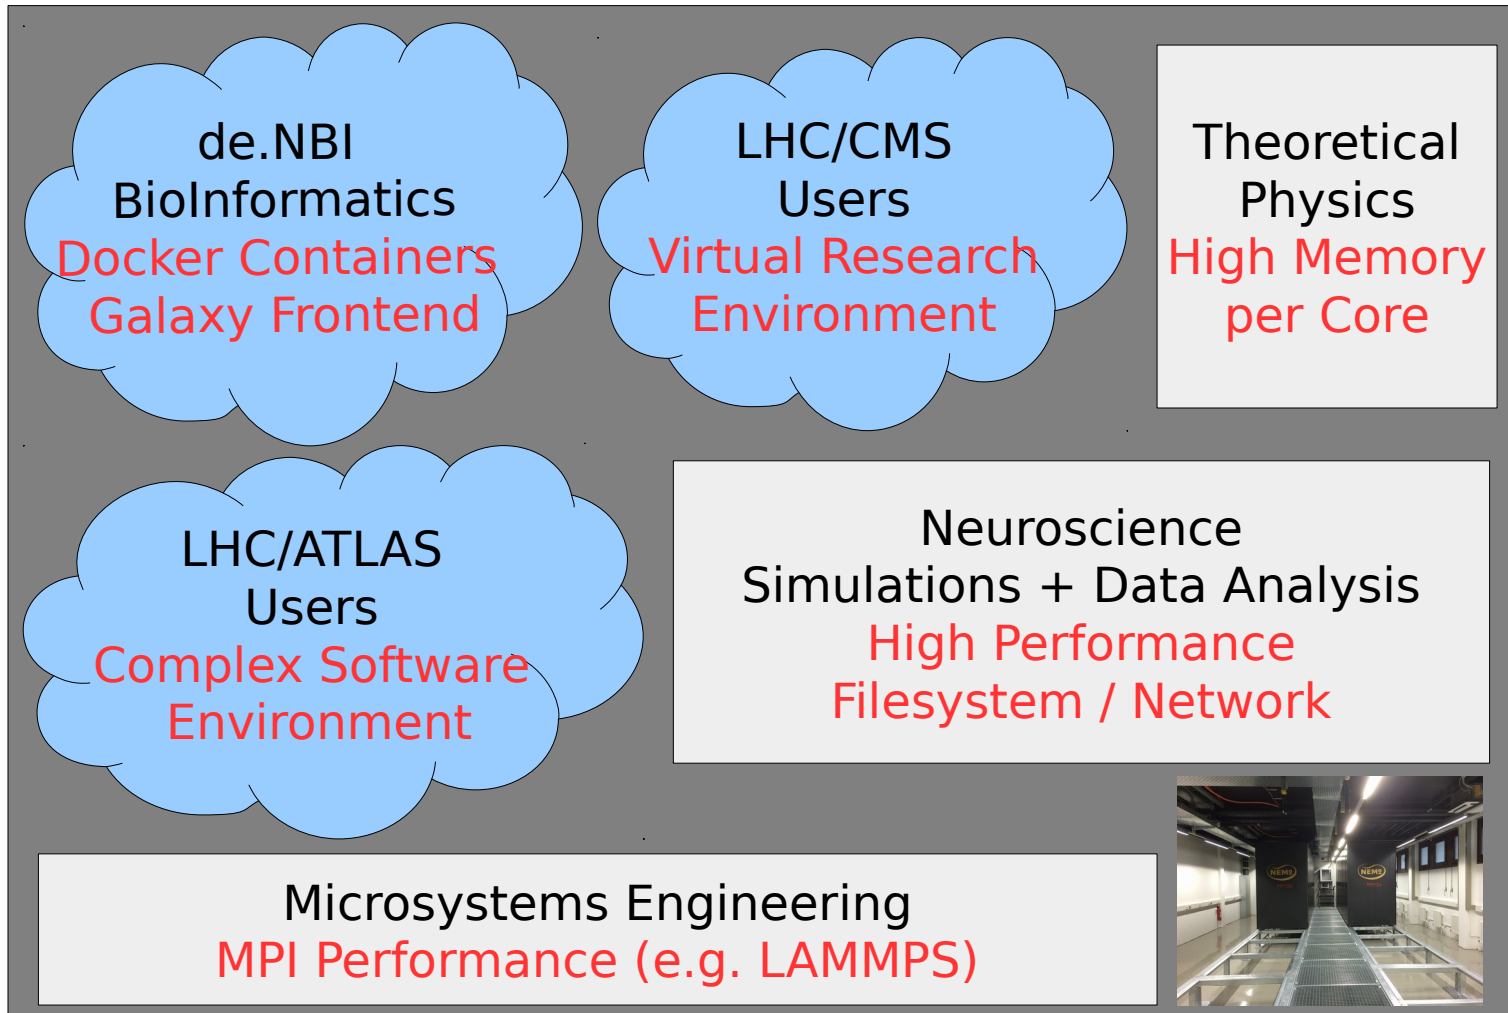 de.NBI
BioInformatics
Docker Containers
Galaxy Frontend
LHC/CMS
Users
Virtual Research
Environment
Theoretical
Physics
High Memory
per Core
LHC/ATLAS
Users
Complex Software
Environment
Neuroscience
Simulations + Data Analysis
High Performance
Filesystem / Network
Microsystems Engineering
MPI Performance (e.g. LAMMPS)
NEMO
NEMO